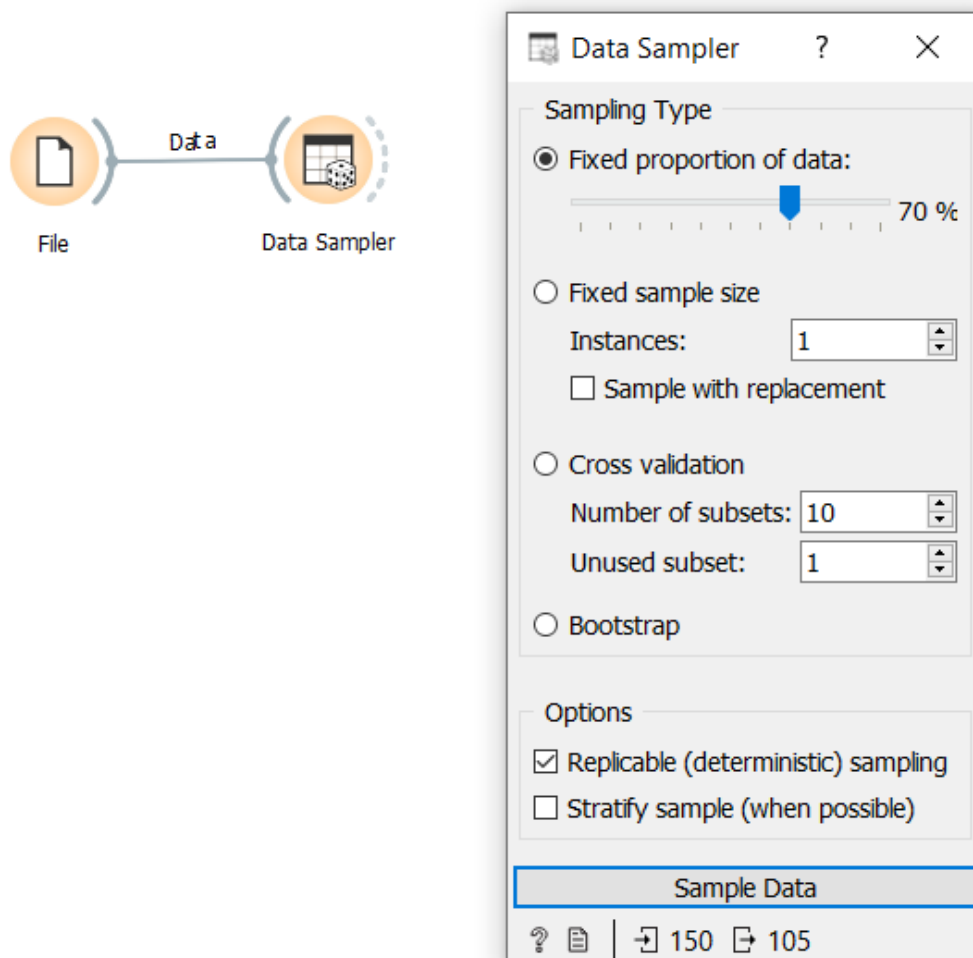 Data Sampler ?
Sampling Type
Fixed proportion of data:
70 %
Fixed sample size
Instances: 1
Sample with replacement
Cross validation
Number of subsets: 10
Unused subset: 1
Bootstrap
Options
Replicable (deterministic) sampling
Stratify sample (when possible)
Sample Data
? 150 105
Data
File
Data Sampler